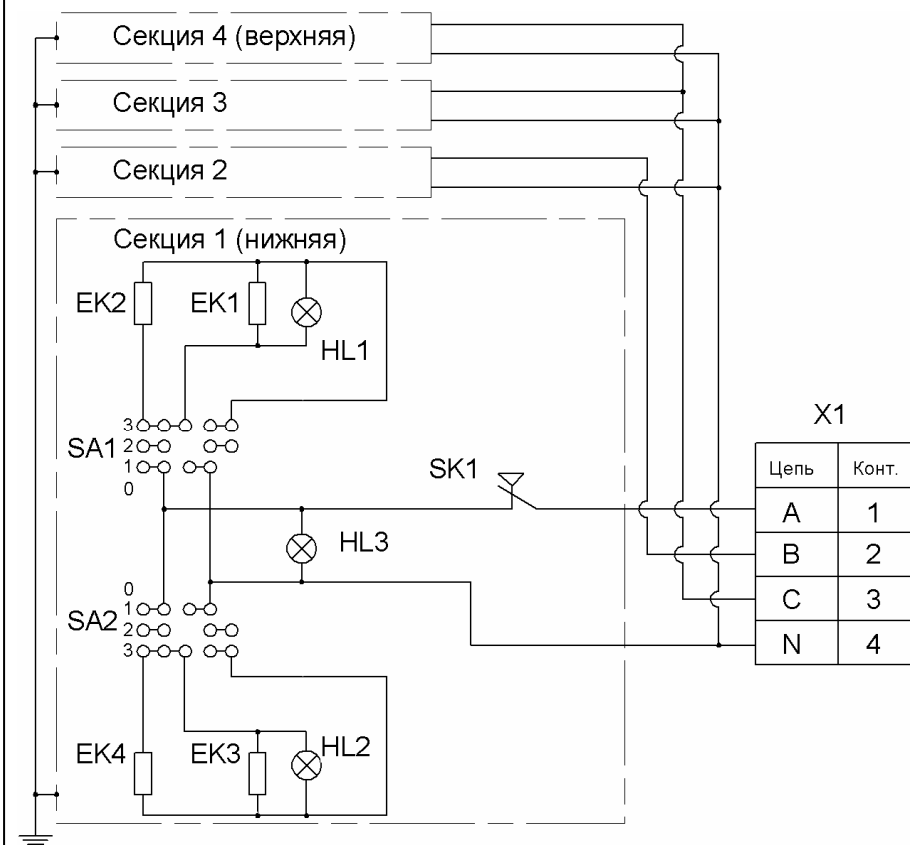 Секция 4 (верхняя)
Секция 3
Секция 2
Секция 1 (нижняя)
EK2
EK1
HL1
3
SA1
2
1
0
SK1
HL3
X1
Цепь Конт.
A 1
B 2
C 3
N 4
0
1
SA2
2
3
EK4
EK3
HL2